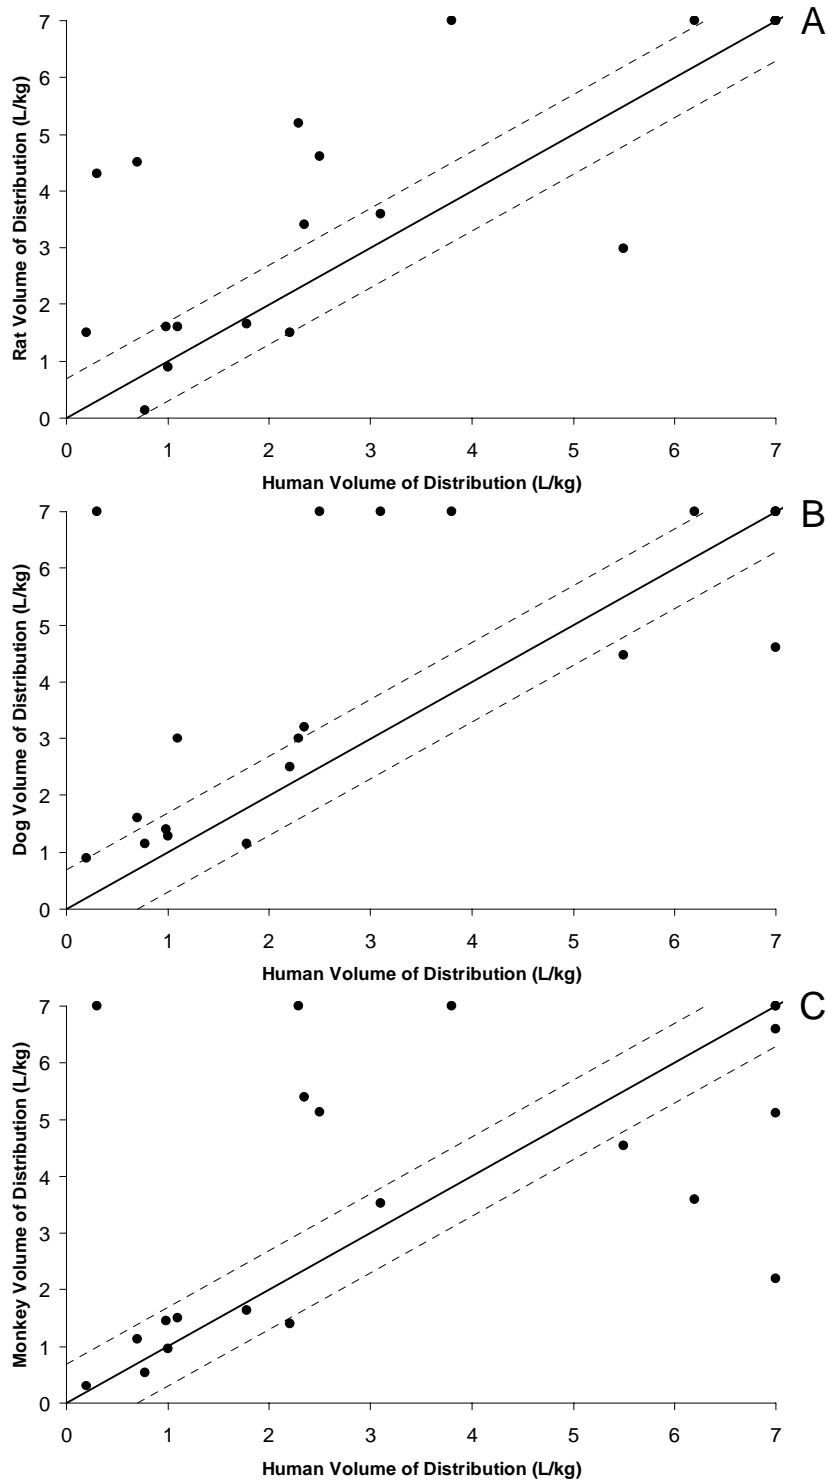 A
7
6
5
4
3
2
1
0
Rat Volume of Distribution (L/kg)
0 1 2 3 4 5 6 7
Human Volume of Distribution (L/kg)
B
7
6
5
4
3
2
1
0
Dog Volume of Distribution (L/kg)
0 1 2 3 4 5 6 7
Human Volume of Distribution (L/kg)
C
7
6
5
4
3
2
1
0
Monkey Volume of Distribution (L/kg)
0 1 2 3 4 5 6 7
Human Volume of Distribution (L/kg)